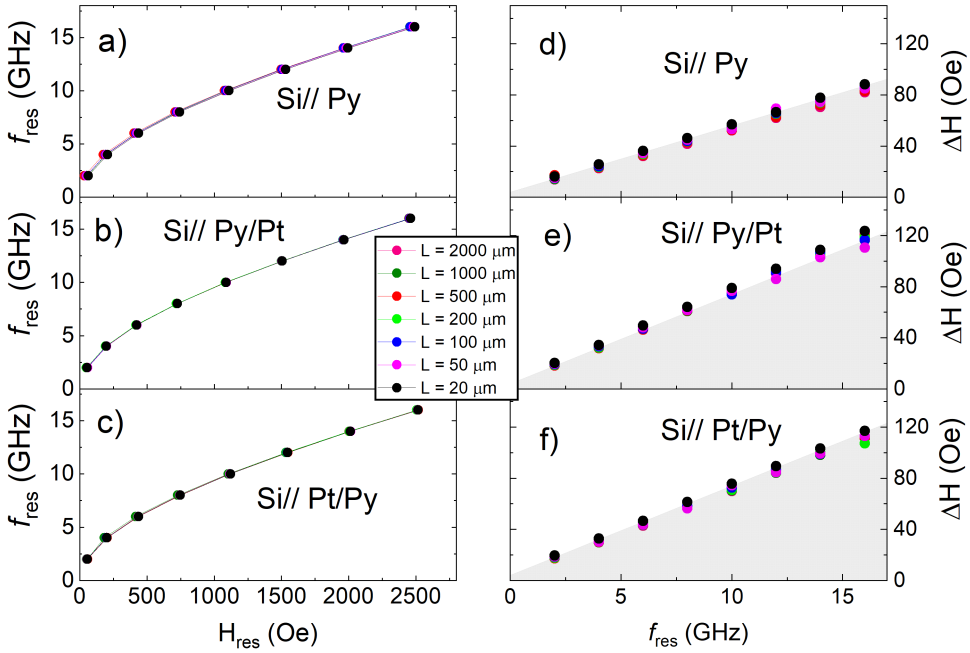 a)
Si// Py
f_res (GHz)
15
10
5
0
b)
Si// Py/Pt
f_res (GHz)
15
10
5
0
c)
Si// Pt/Py
f_res (GHz)
15
10
5
0
0 500 1000 1500 2000 2500
H_res (Oe)
L = 2000 μm
L = 1000 μm
L = 500 μm
L = 200 μm
L = 100 μm
L = 50 μm
L = 20 μm
d)
Si// Py
120
80
40
0
ΔH (Oe)
e)
Si// Py/Pt
120
80
40
0
ΔH (Oe)
f)
Si// Pt/Py
120
80
40
0
ΔH (Oe)
0 5 10 15
f_res (GHz)